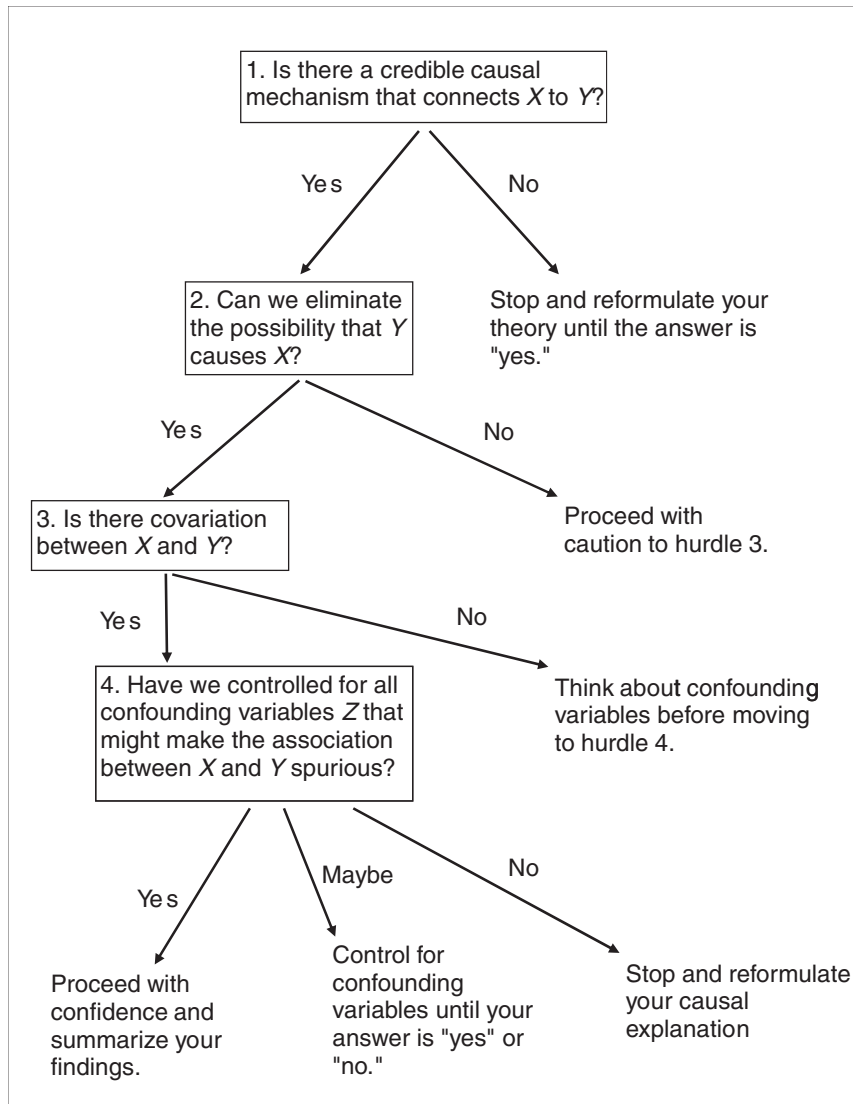 1. Is there a credible causal
mechanism that connects X to Y?
Yes
No
2. Can we eliminate
the possibility that Y
causes X?
Stop and reformulate your
theory until the answer is
"yes."
Yes
No
3. Is there covariation
between X and Y?
Proceed with
caution to hurdle 3.
Yes
No
4. Have we controlled for all
confounding variables Z that
might make the association
between X and Y spurious?
Think about confounding
variables before moving
to hurdle 4.
Yes
Maybe
No
Proceed with
confidence and
summarize your
findings.
Control for
confounding
variables until your
answer is "yes" or
"no."
Stop and reformulate
your causal
explanation